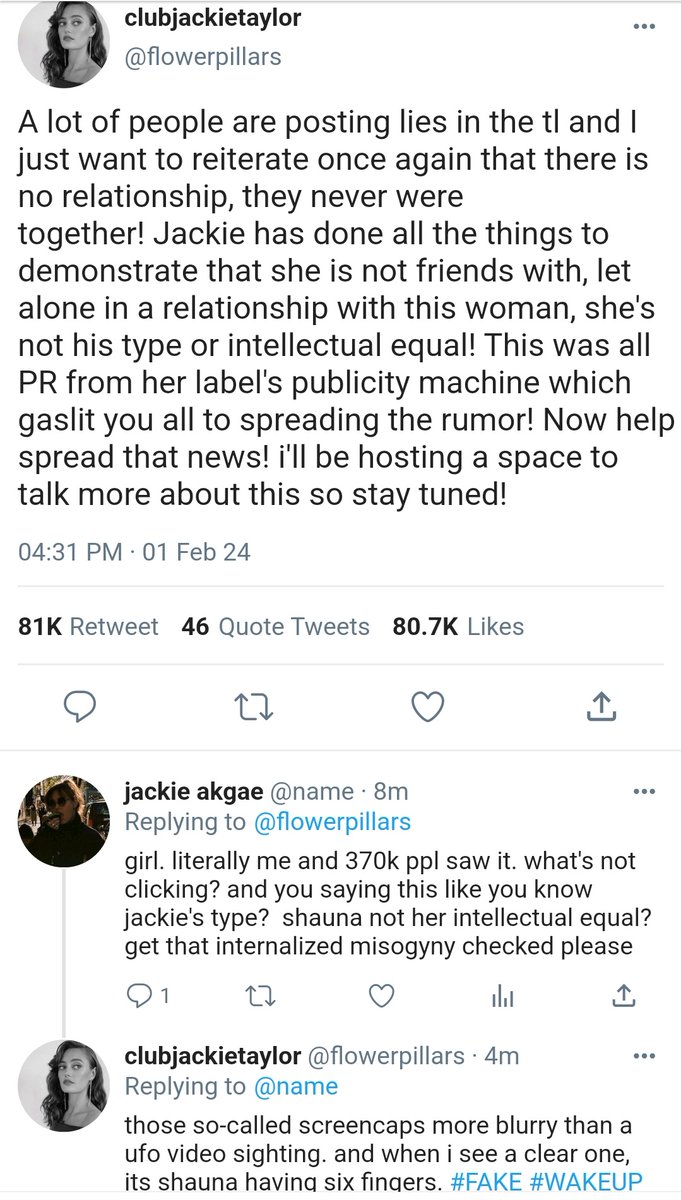 clubjackietaylor
@flowerpillars
A lot of people are posting lies in the tl and I
just want to reiterate once again that there is
no relationship, they never were
together! Jackie has done all the things to
demonstrate that she is not friends with, let
alone in a relationship with this woman, she's
not his type or intellectual equal! This was all
PR from her label's publicity machine which
gaslit you all to spreading the rumor! Now help
spread that news! i'll be hosting a space to
talk more about this so stay tuned!
04:31 PM · 01 Feb 24
81K Retweet 46 Quote Tweets 80.7K Likes
jackie akgae @name · 8m
Replying to @flowerpillars
girl. literally me and 370k ppl saw it. what's not
clicking? and you saying this like you know
jackie's type?  shauna not her intellectual equal?
get that internalized misogyny checked please
1
clubjackietaylor @flowerpillars · 4m
Replying to @name
those so-called screencaps more blurry than a
ufo video sighting. and when i see a clear one,
its shauna having six fingers. #FAKE #WAKEUP